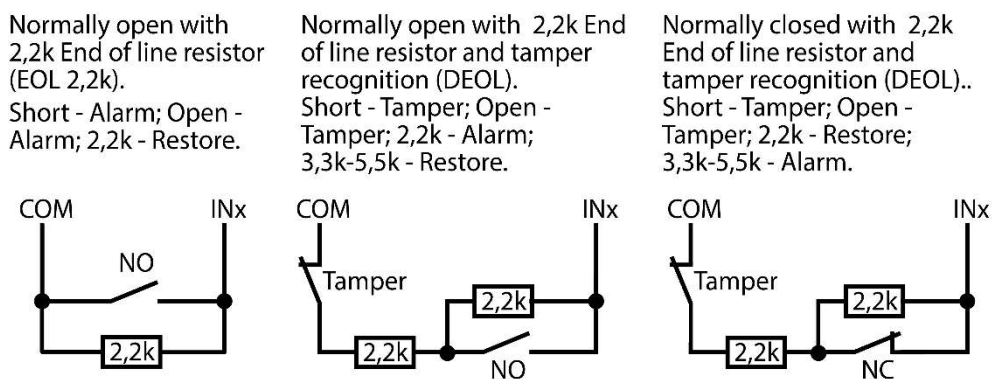 Normally open with
2,2k End of line resistor
(EOL 2,2k).
Short - Alarm; Open -
Alarm; 2,2k - Restore.
COM
INx
NO
2,2k
Normally open with 2,2k End
of line resistor and tamper
recognition (DEOL).
Short - Tamper; Open -
Tamper; 2,2k - Alarm;
3,3k-5,5k - Restore.
COM
INx
Tamper
2,2k
2,2k
NO
Normally closed with 2,2k
End of line resistor and
tamper recognition (DEOL)..
Short - Tamper; Open -
Tamper; 2,2k - Restore;
3,3k-5,5k - Alarm.
COM
INx
Tamper
2,2k
2,2k
NC